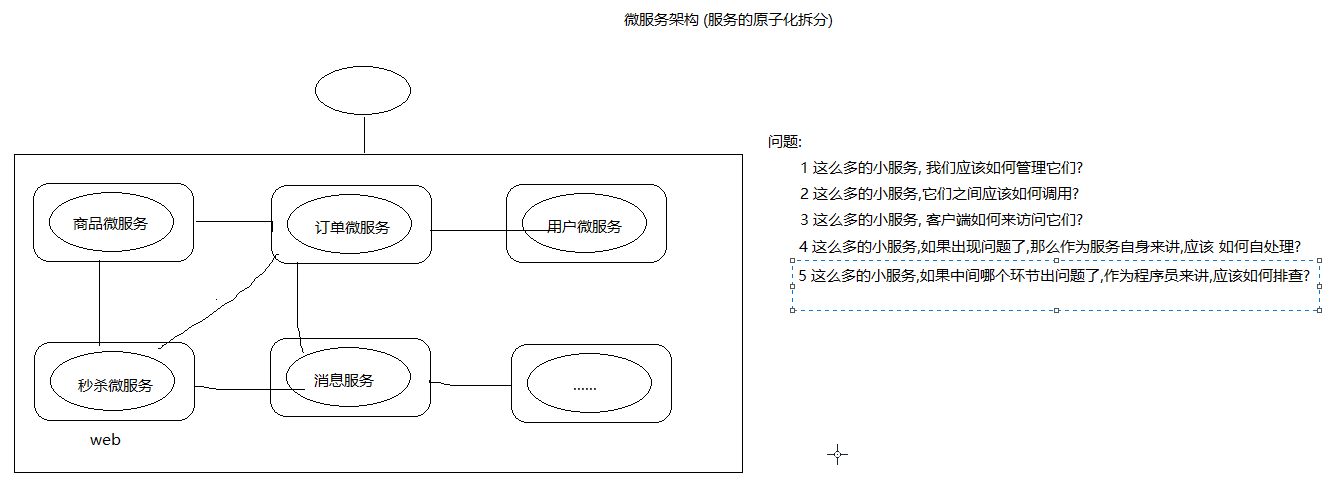 微服务架构 (服务的原子化拆分)
商品微服务
订单微服务
用户微服务
秒杀微服务
消息服务
......
web
问题:
1 这么多的小服务, 我们应该如何管理它们?
2 这么多的小服务,它们之间应该如何调用?
3 这么多的小服务, 客户端如何来访问它们?
4 这么多的小服务,如果出现问题了,那么作为服务自身来讲,应该 如何自处理?
5 这么多的小服务,如果中间哪个环节出问题了,作为程序员来讲,应该如何排查?